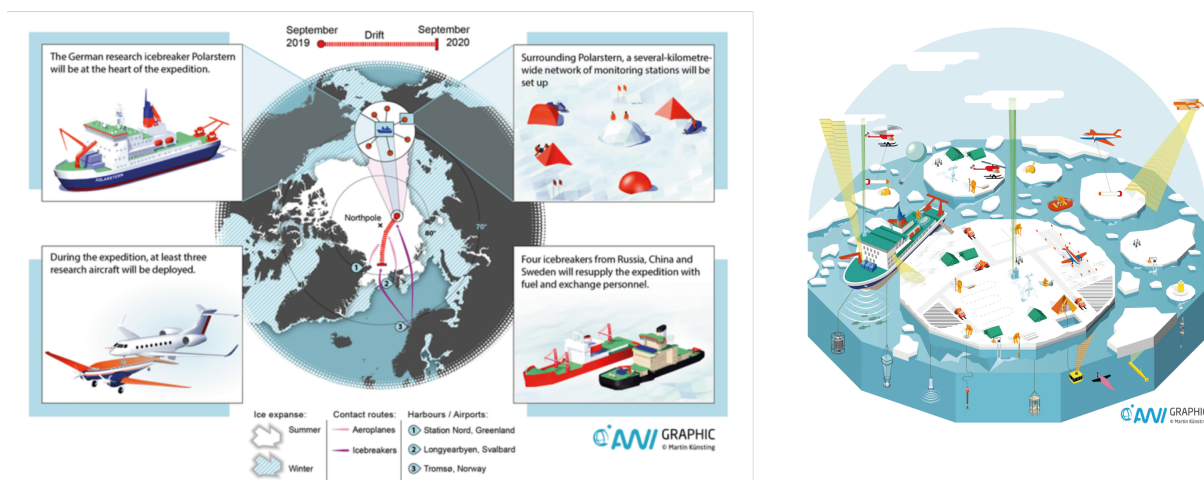 September
2019
Drift
September
2020
The German research icebreaker Polarstern
will be at the heart of the expedition.
POLARSTERN
Surrounding Polarstern, a several-kilometre-
wide network of monitoring stations will be
set up
Northpole
80°
70°
During the expedition, at least three
research aircraft will be deployed.
1
2
3
Four icebreakers from Russia, China and
Sweden will resupply the expedition with
fuel and exchange personnel.
Ice expanse:
Summer
Winter
Contact routes:
Aeroplanes
Icebreakers
Harbours / Airports:
1 Station Nord, Greenland
2 Longyearbyen, Svalbard
3 Tromsø, Norway
AWI GRAPHIC
© Martin Künsting
AWI GRAPHIC
© Martin Künsting